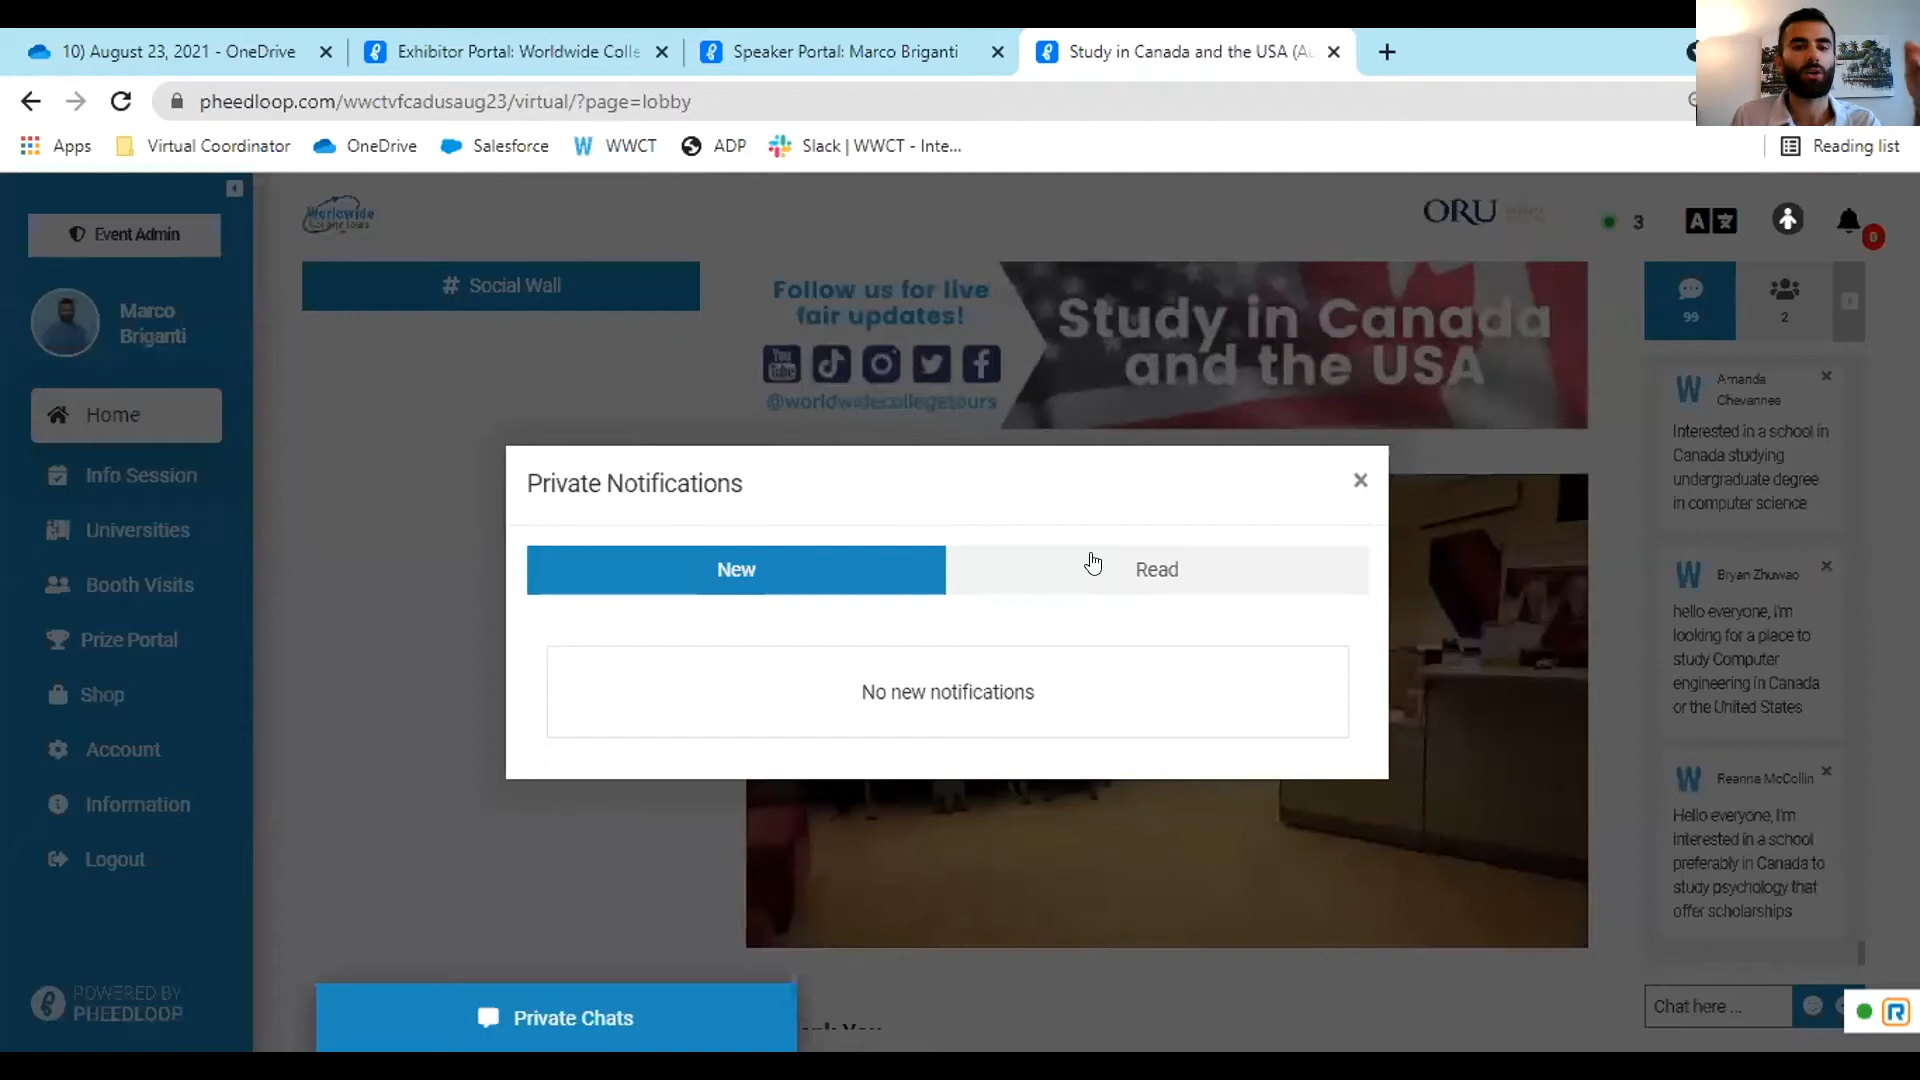 10) August 23, 2021 - OneDrive
Exhibitor Portal: Worldwide Colle
Speaker Portal: Marco Briganti
Study in Canada and the USA (Au
pheedloop.com/wwctvfcadusaug23/virtual/?page=lobby
Apps
Virtual Coordinator
OneDrive
Salesforce
WWCT
ADP
Slack | WWCT - Inte...
Reading list
Event Admin
Marco
Briganti
Home
Info Session
Universities
Booth Visits
Prize Portal
Shop
Account
Information
Logout
POWERED BY
PHEEDLOOP
Worldwide
# Social Wall
ORU
3
0
Follow us for live
fair updates!
You
Tube
@worldwidecollegetours
Study in Canada
and the USA
Private Notifications
New
Read
No new notifications
Private Chats
99
2
Amanda
Chevannes
Interested in a school in
Canada studying
undergraduate degree
in computer science
Bryan Zhuwao
hello everyone, I'm
looking for a place to
study Computer
engineering in Canada
or the United States
Reanna McCollin
Hello everyone, I'm
interested in a school
preferably in Canada to
study psychology that
offer scholarships
Chat here ...